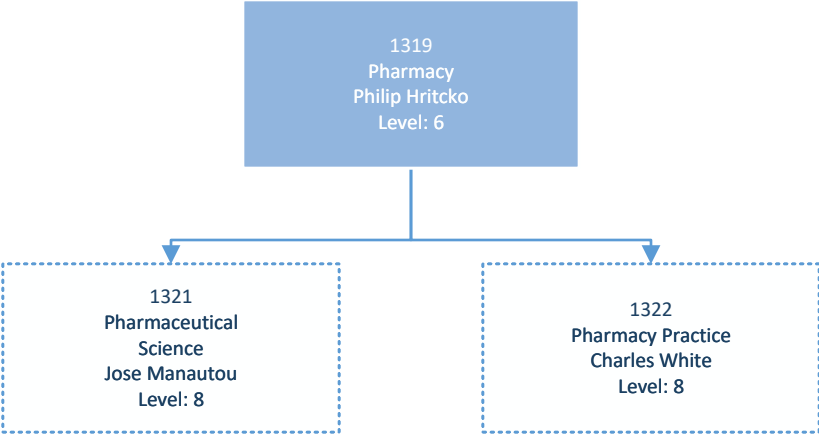 1319
Pharmacy
Philip Hritcko
Level: 6
1321
Pharmaceutical
Science
Jose Manautou
Level: 8
1322
Pharmacy Practice
Charles White
Level: 8